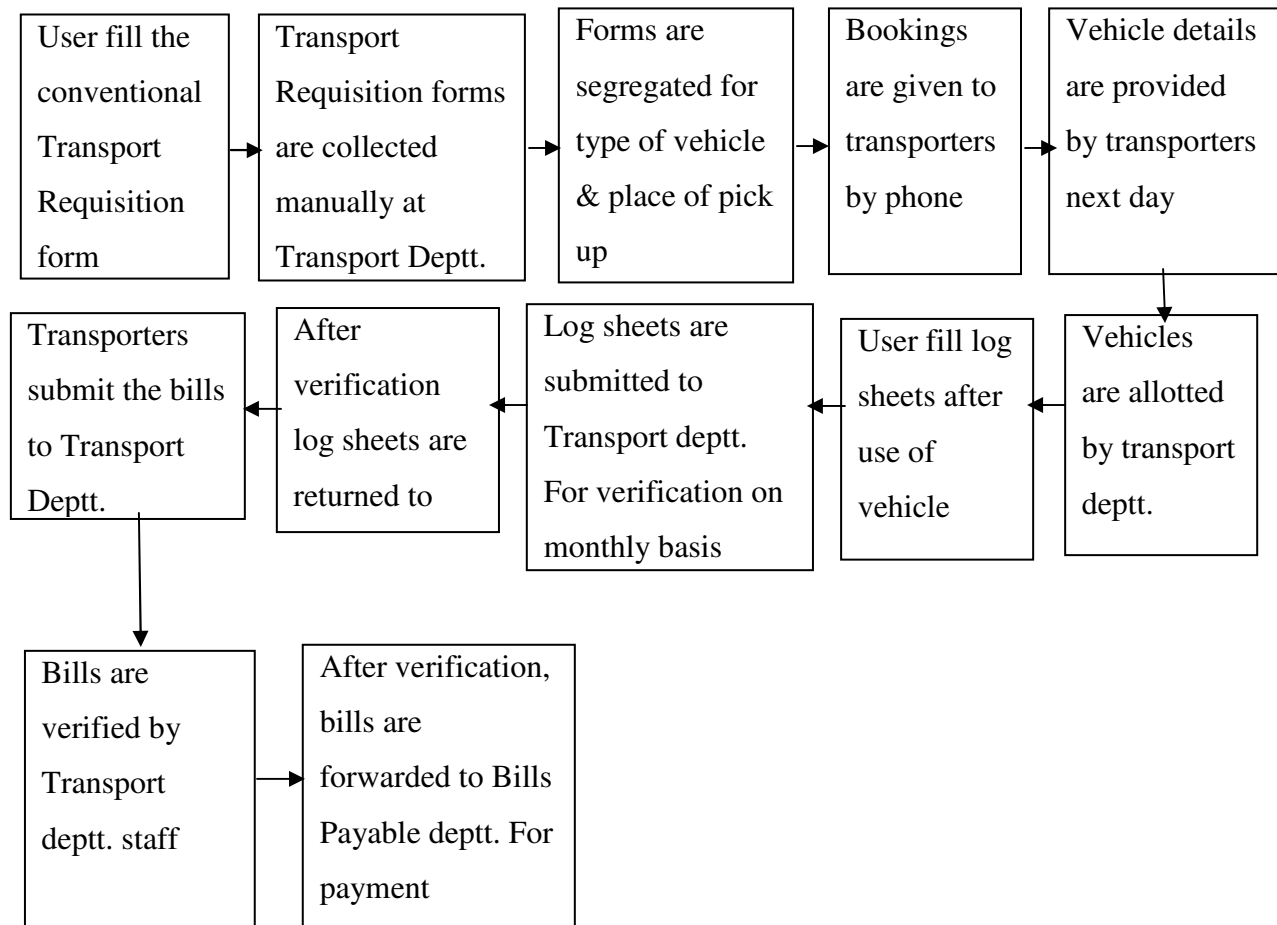 User fill the
conventional
Transport
Requisition
form
Transport
Requisition forms
are collected
manually at
Transport Deptt.
Forms are
segregated for
type of vehicle
& place of pick
up
Bookings
are given to
transporters
by phone
Vehicle details
are provided
by transporters
next day
Vehicles
are allotted
by transport
deptt.
User fill log
sheets after
use of
vehicle
Log sheets are
submitted to
Transport deptt.
For verification on
monthly basis
After
verification
log sheets are
returned to
Transporters
submit the bills
to Transport
Deptt.
Bills are
verified by
Transport
deptt. staff
After verification,
bills are
forwarded to Bills
Payable deptt. For
payment